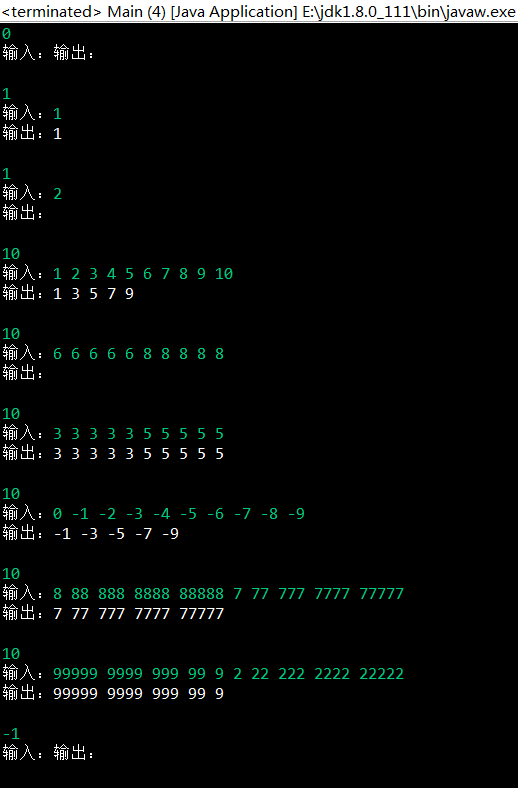 <terminated> Main (4) [Java Application] E:\jdk1.8.0_111\bin\javaw.exe
0
输入: 输出:
1
输入: 1
输出: 1
1
输入: 2
输出:
10
输入: 1 2 3 4 5 6 7 8 9 10
输出: 1 3 5 7 9
10
输入: 6 6 6 6 6 8 8 8 8 8
输出:
10
输入: 3 3 3 3 3 5 5 5 5 5
输出: 3 3 3 3 3 5 5 5 5 5
10
输入: 0 -1 -2 -3 -4 -5 -6 -7 -8 -9
输出: -1 -3 -5 -7 -9
10
输入: 8 88 888 8888 88888 7 77 777 7777 77777
输出: 7 77 777 7777 77777
10
输入: 99999 9999 999 99 9 2 22 222 2222 22222
输出: 99999 9999 999 99 9
-1
输入: 输出: